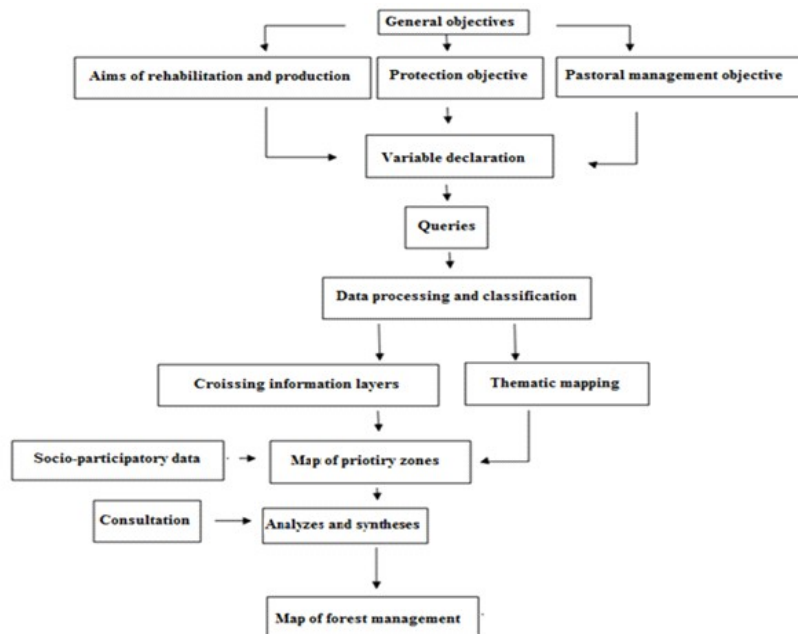 General objectives
Aims of rehabilitation and production
Protection objective
Pastoral management objective
Variable declaration
Queries
Data processing and classification
Croissing information layers
Thematic mapping
Socio-participatory data
Map of priotiry zones
Consultation
Analyzes and syntheses
Map of forest management